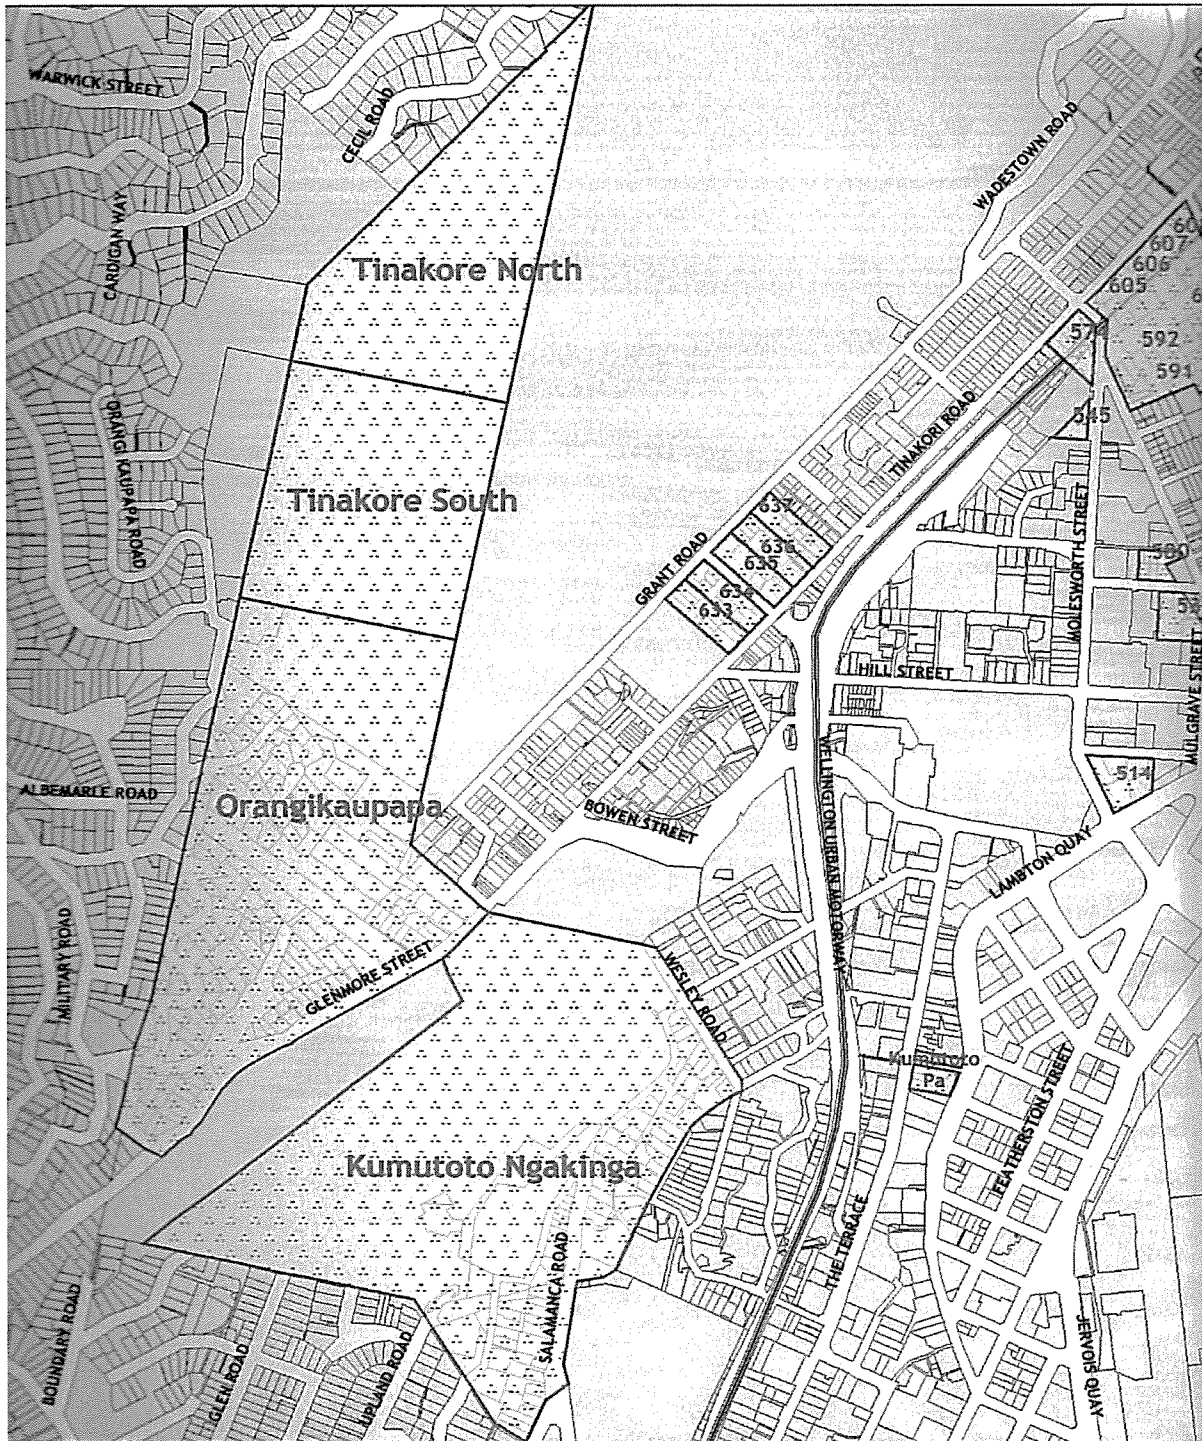 WARWICK STREET
CECIL ROAD
WADESTOWN ROAD
CARDIGAN WAY
607
606
605
Tinakore North
574
592
591
545
ORANGI KAUPAPA ROAD
TINAKORI ROAD
Tinakore South
637
636
635
634
633
GRANT ROAD
MOLESWORTH STREET
580
HILL STREET
MULGRAVE STREET
WELLINGTON URBAN MOTORWAY
514
ALBEMARLE ROAD
Orangikaupapa
BOWEN STREET
LAMBTON QUAY
MILITARY ROAD
GLENMORE STREET
WESLEY ROAD
Kumutoto
Pa
FEATHERSTON STREET
Kumutoto Ngakinga
THE TERRACE
SALAMANCA ROAD
BOUNDARY ROAD
GLEN ROAD
UPLAND ROAD
JERVOIS QUAY